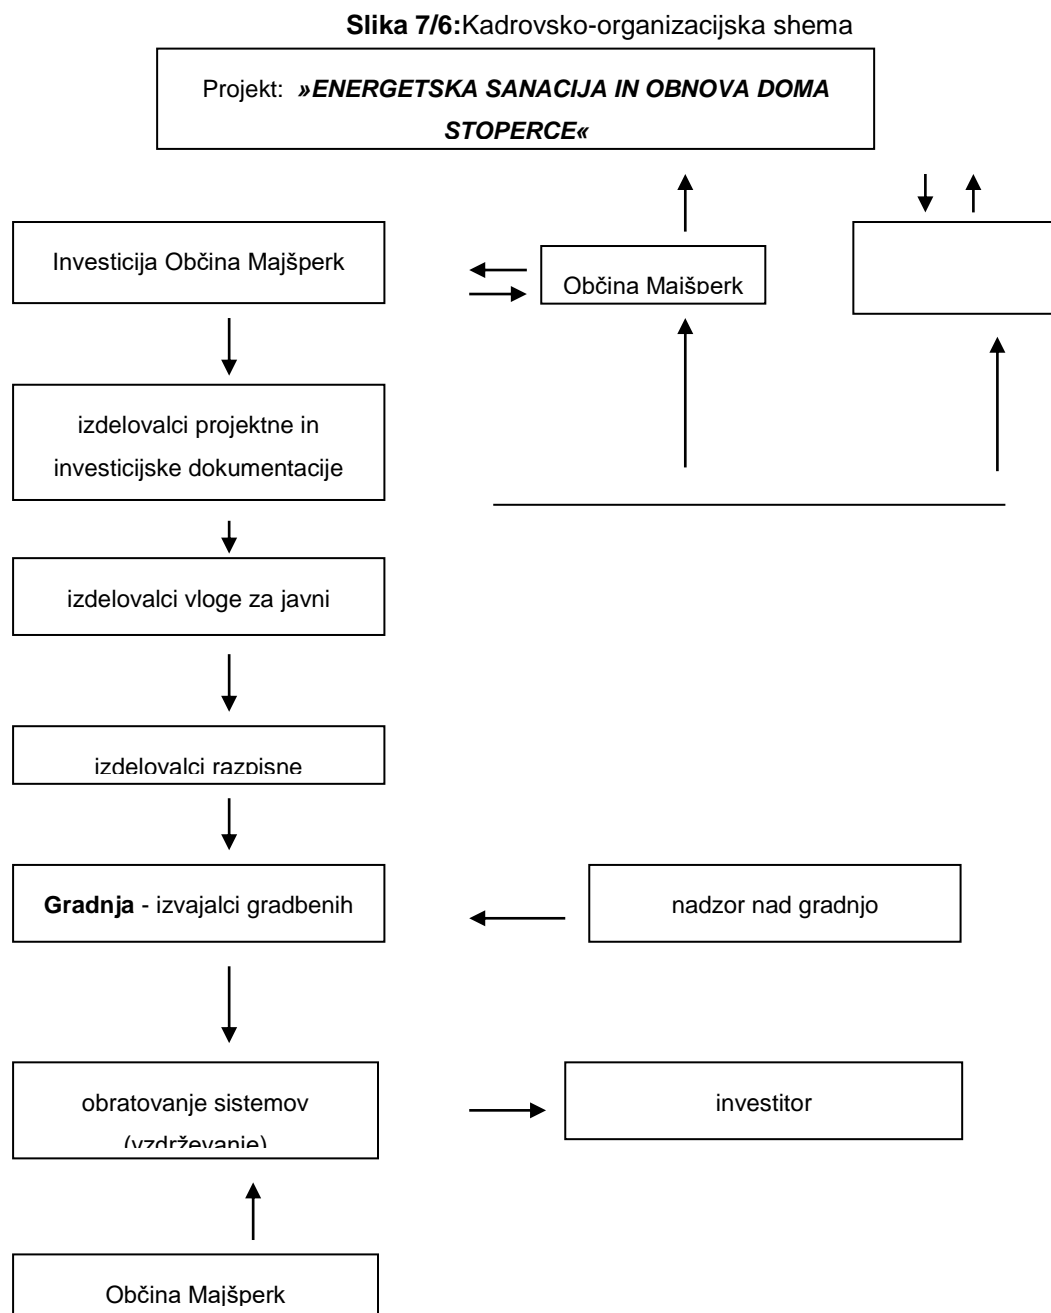 Slika 7/6:Kadrovsko-organizacijska shema
Projekt: »ENERGETSKA SANACIJA IN OBNOVA DOMA
STOPERCE«
Investicija Občina Majšperk
Občina Majšperk
izdelovalci projektne in
investicijske dokumentacije
izdelovalci vloge za javni
izdelovalci razpisne
Gradnja - izvajalci gradbenih
nadzor nad gradnjo
obratovanje sistemov
(vzdrževanje)
investitor
Občina Majšperk